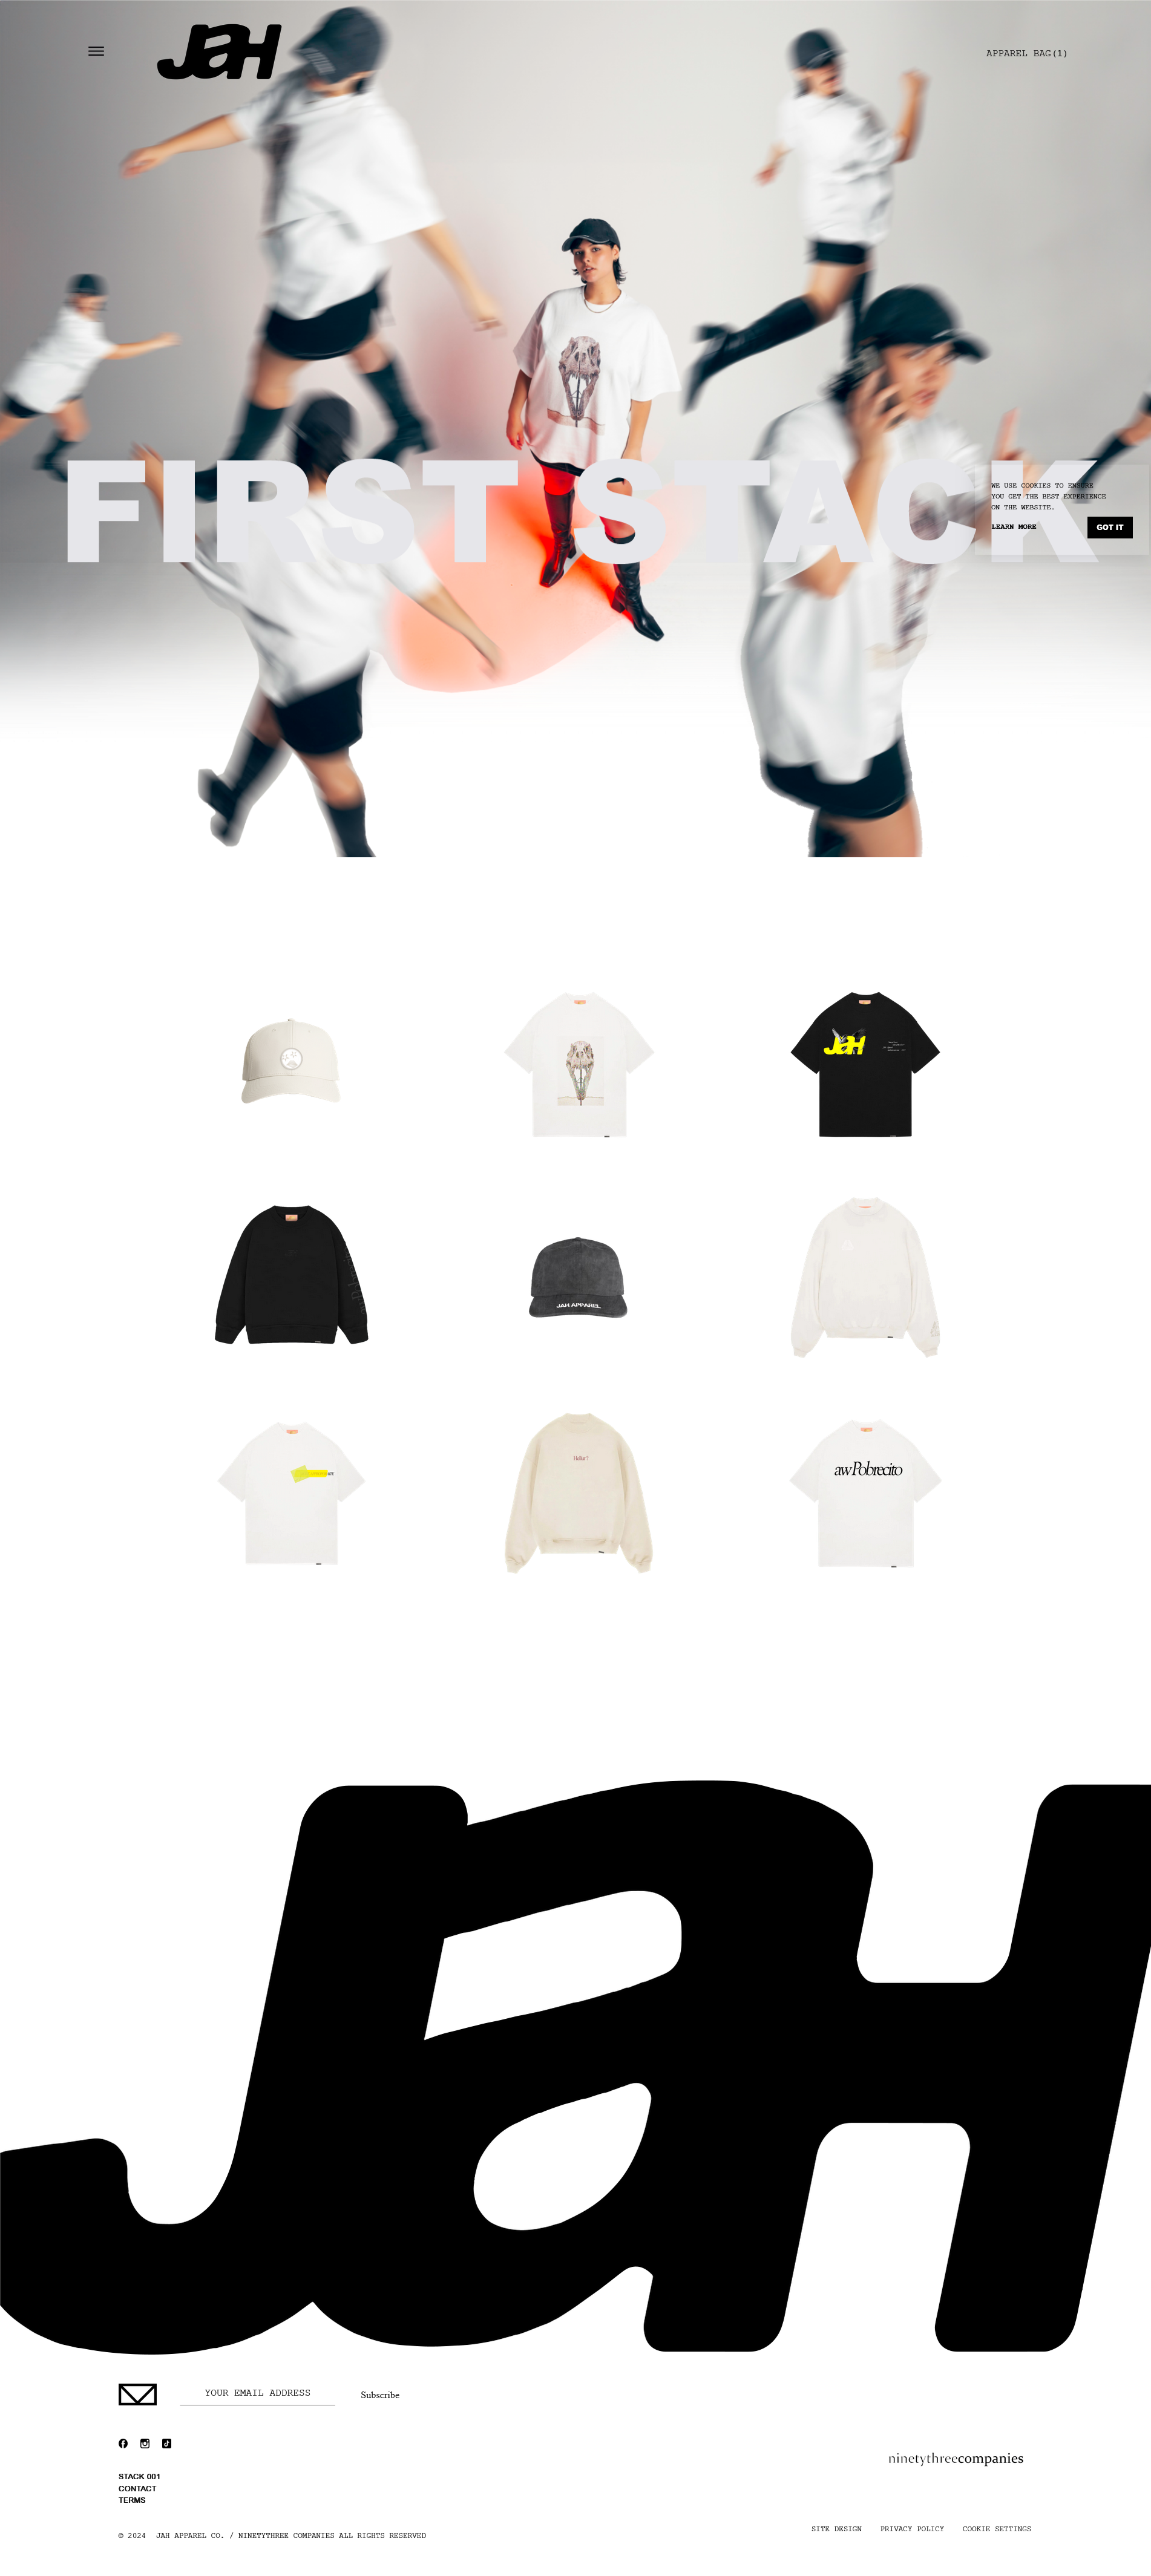 JaH
APPAREL BAG(1)
FIRST STACK
WE USE COOKIES TO ENSURE
YOU GET THE BEST EXPERIENCE
ON THE WEBSITE.
LEARN MORE
GOT IT
JaH
JAH APPAREL
aw Pobrecito
JaH
YOUR EMAIL ADDRESS
Subscribe
ninetythreecompanies
STACK 001
CONTACT
TERMS
SITE DESIGN PRIVACY POLICY COOKIE SETTINGS
© 2024 JAH APPAREL CO. / NINETYTHREE COMPANIES ALL RIGHTS RESERVED